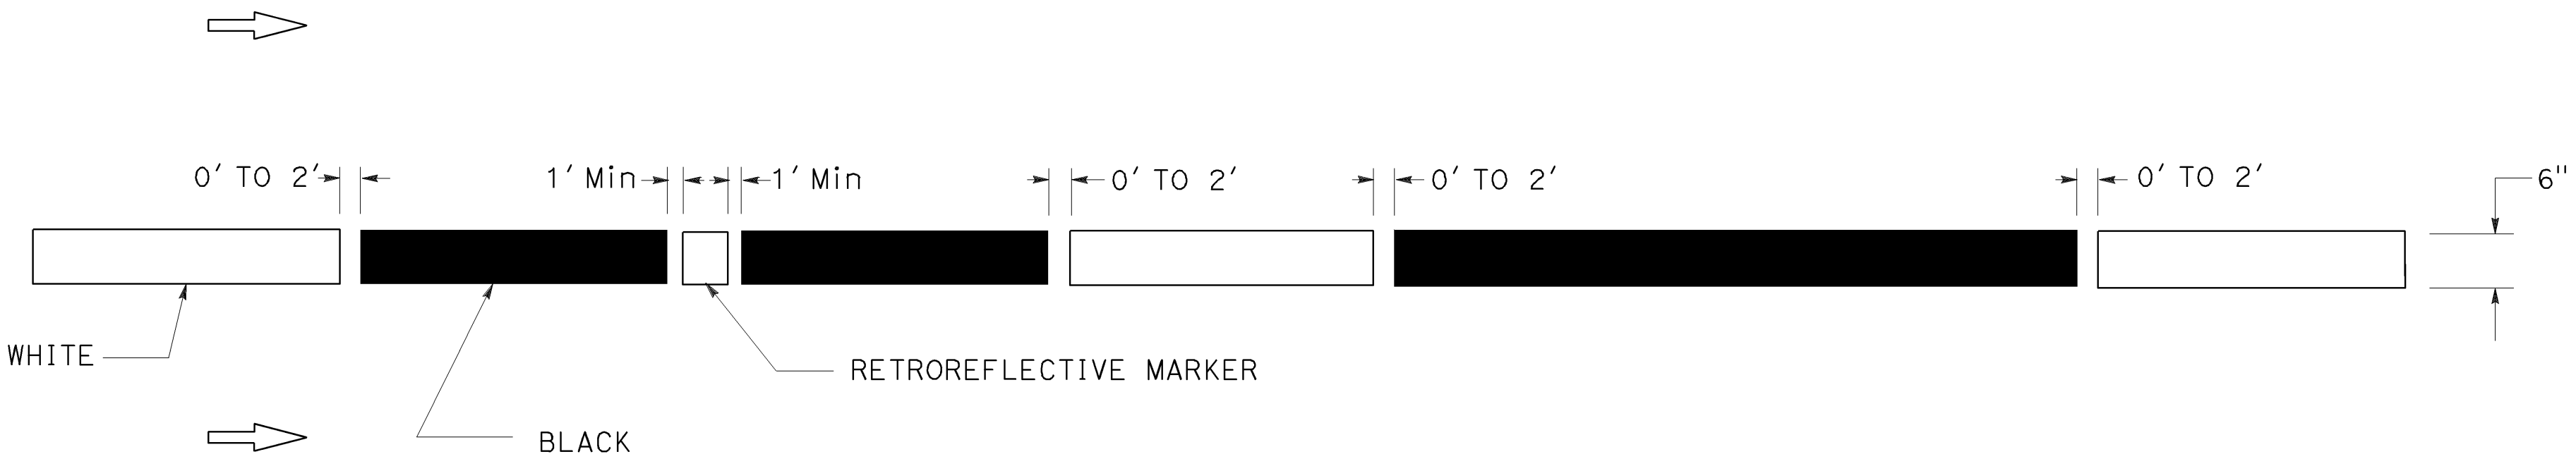 0' TO 2'
1' Min
1' Min
0' TO 2'
0' TO 2'
0' TO 2'
6"
WHITE
RETROREFLECTIVE MARKER
BLACK